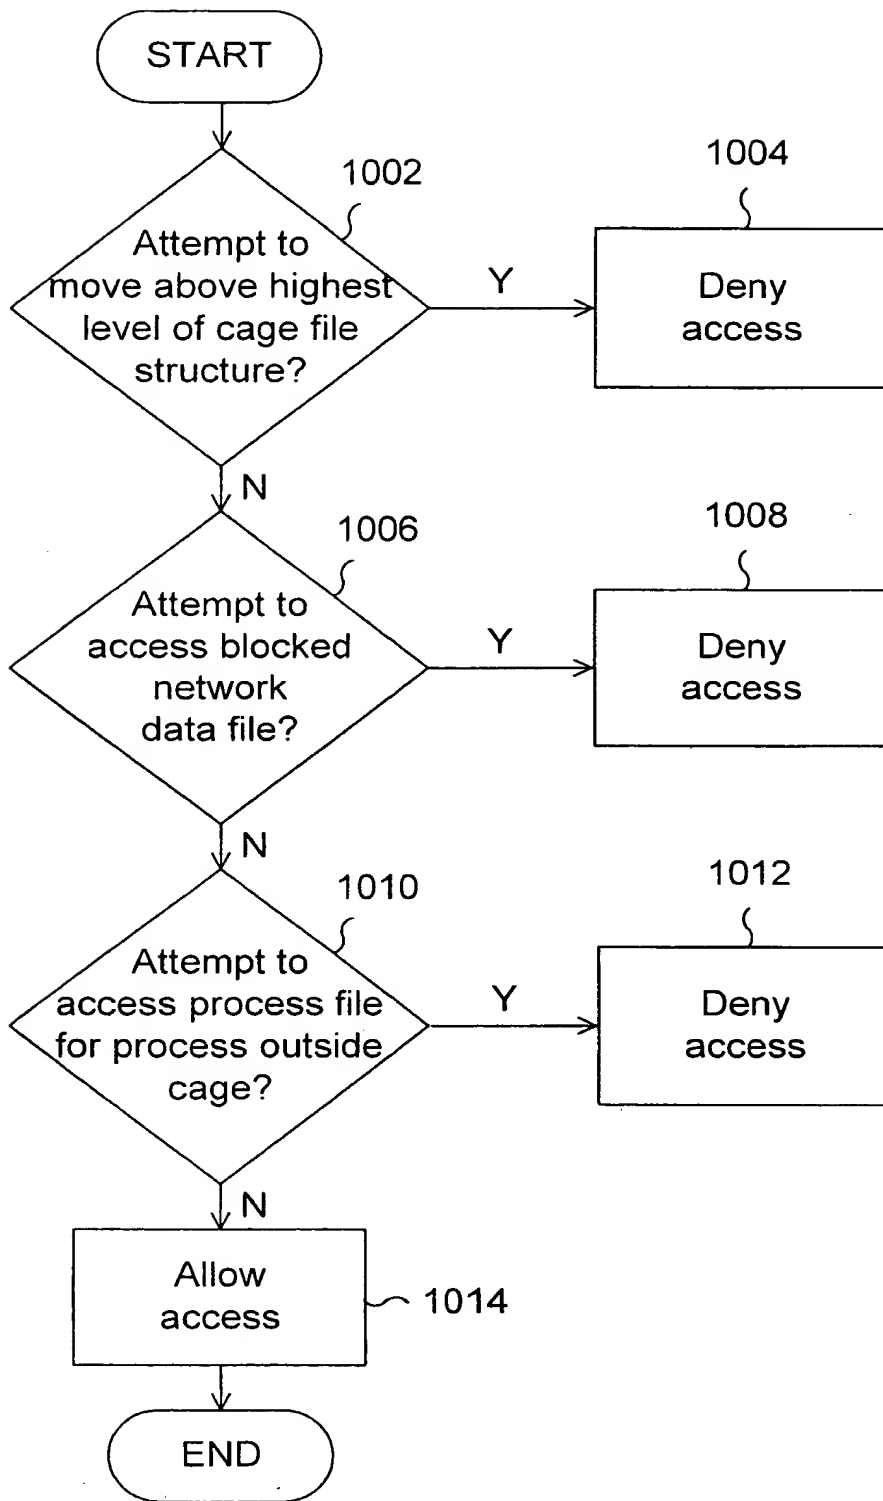 START
1002
Attempt to
move above highest
level of cage file
structure?
Y
1004
Deny
access
N
1006
Attempt to
access blocked
network
data file?
Y
1008
Deny
access
N
1010
Attempt to
access process file
for process outside
cage?
Y
1012
Deny
access
N
Allow
access
1014
END